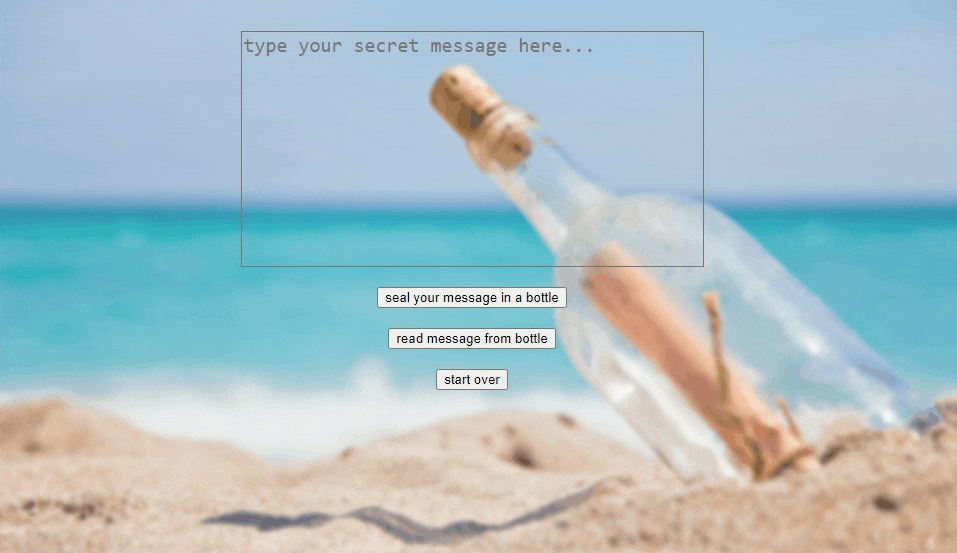 type your secret message here...
seal your message in a bottle
read message from bottle
start over